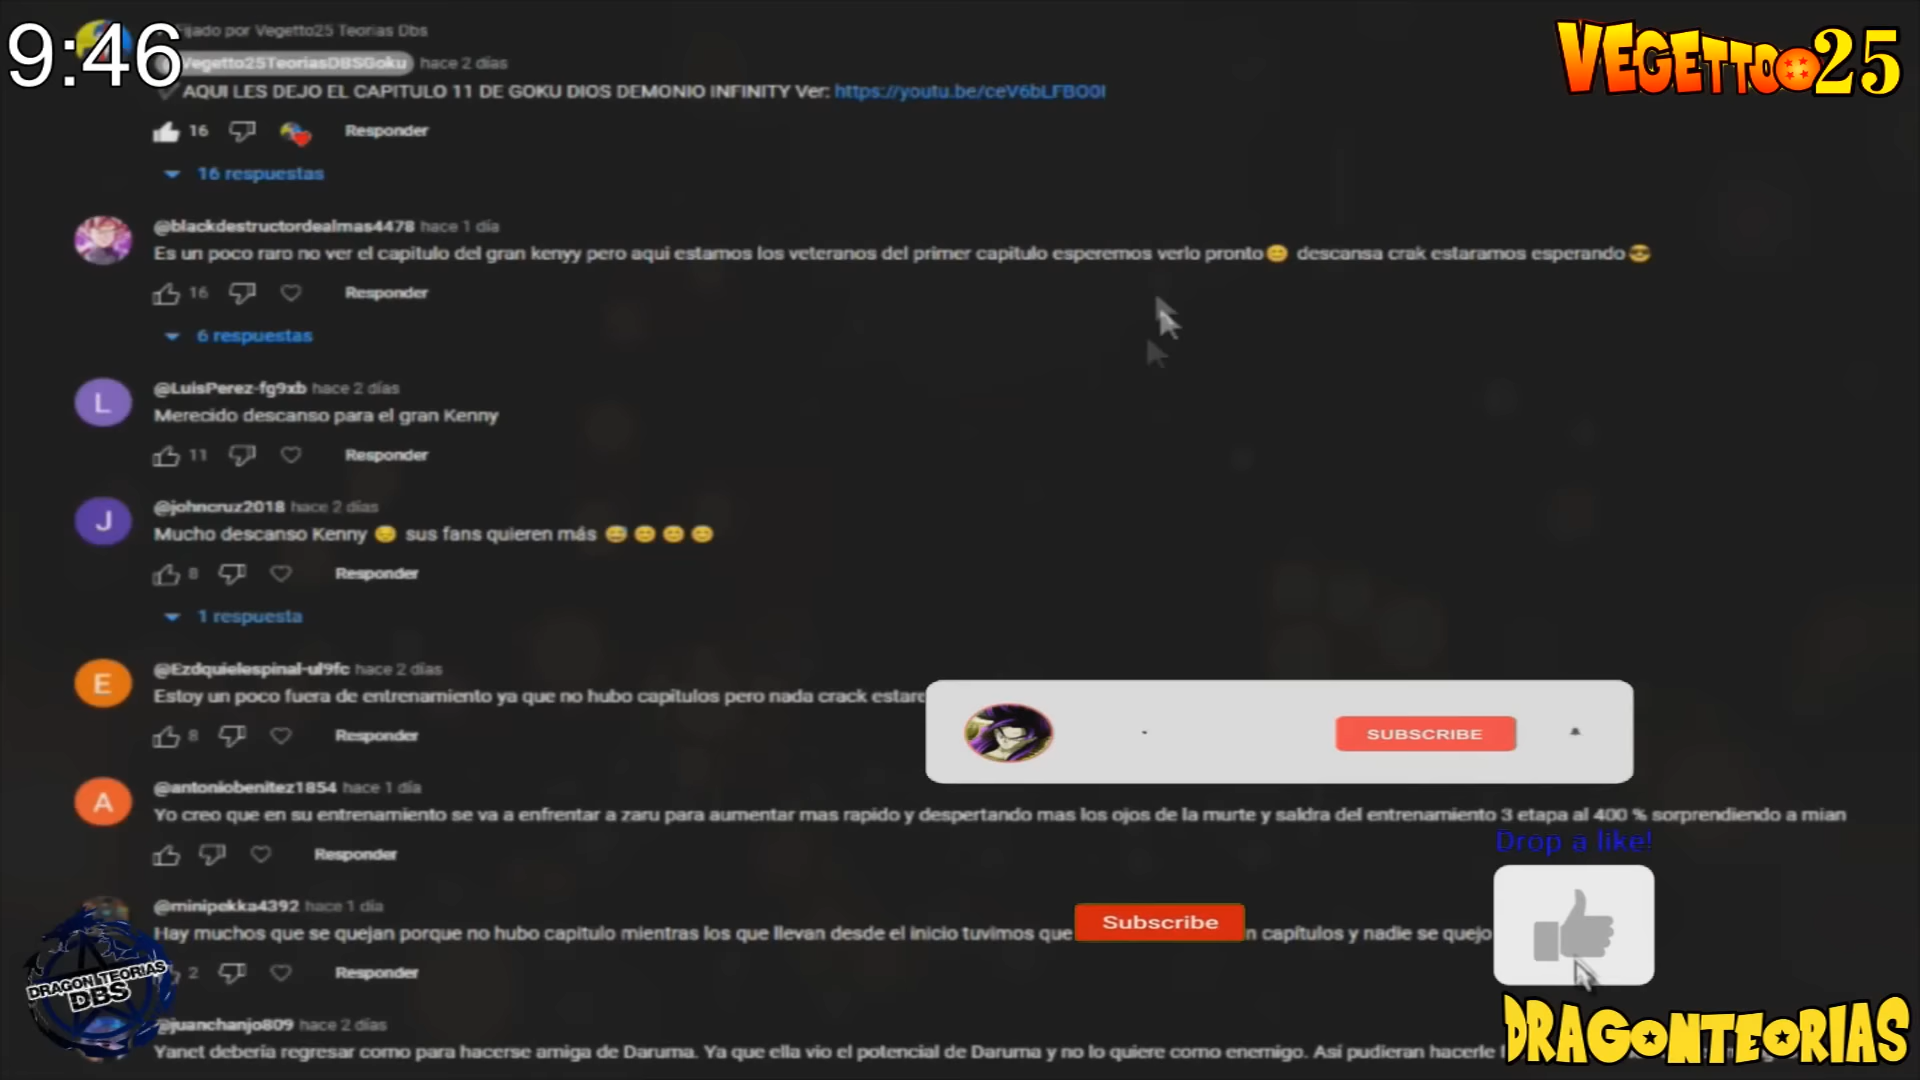 9:46
VEGETTO 25
Fijado por Vegetto25 Teorias Dbs
@Vegetto25TeoriasDBSGoku hace 2 días
AQUI LES DEJO EL CAPITULO 11 DE GOKU DIOS DEMONIO INFINITY Ver: https://youtu.be/ceV6bLFBO0I
16 Responder
16 respuestas
@blackdestructordealmas4478 hace 1 día
Es un poco raro no ver el capitulo del gran kenyy pero aqui estamos los veteranos del primer capitulo esperemos verlo pronto😊 descansa crak estaramos esperando😎
16 Responder
6 respuestas
L
@LuisPerez-fg9xb hace 2 días
Merecido descanso para el gran Kenny
11 Responder
J
@johncruz2018 hace 2 días
Mucho descanso Kenny sus fans quieren más
8 Responder
1 respuesta
E
@Ezdquielespinal-ul9fc hace 2 días
Estoy un poco fuera de entrenamiento ya que no hubo capítulos pero nada crack
8 Responder
SUBSCRIBE
A
@antoniobenitez1854 hace 1 día
Yo creo que en su entrenamiento se va a enfrentar a zaru para aumentar mas rapido y despertando mas los ojos de la murte y saldra del entrenamiento 3 etapa al 400 % sorprendiendo a mian
Responder
Drop a like!
@minipekka4392 hace 1 día
Hay muchos que se quejan porque no hubo capitulo mientras los que llevan desde el inicio tuvimos que
Subscribe
capítulos y nadie se quejo
2 Responder
DRAGON TEORIAS
DBS
@juanchanjo809 hace 2 días
Yanet debería regresar como para hacerse amiga de Daruma. Ya que ella vio el potencial de Daruma y no lo quiere como enemigo. Así pudieran hacerle
DRAGONTEORIAS